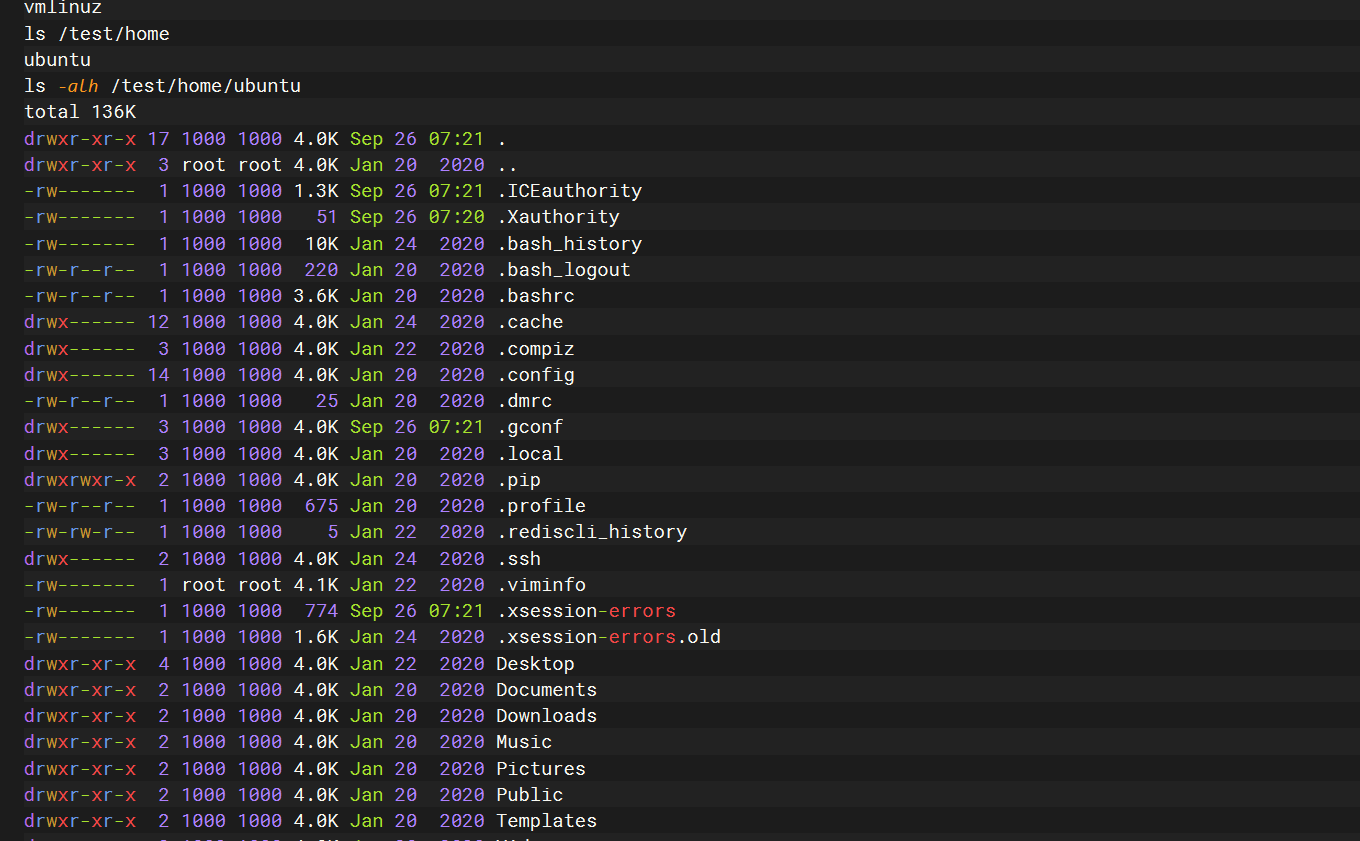 vmlinuz
ls /test/home
ubuntu
ls -alh /test/home/ubuntu
total 136K
drwxr-xr-x 17 1000 1000 4.0K Sep 26 07:21 .
drwxr-xr-x  3 root root 4.0K Jan 20  2020 ..
-rw-------  1 1000 1000 1.3K Sep 26 07:21 .ICEauthority
-rw-------  1 1000 1000   51 Sep 26 07:20 .Xauthority
-rw-------  1 1000 1000  10K Jan 24  2020 .bash_history
-rw-r--r--  1 1000 1000  220 Jan 20  2020 .bash_logout
-rw-r--r--  1 1000 1000 3.6K Jan 20  2020 .bashrc
drwx------ 12 1000 1000 4.0K Jan 24  2020 .cache
drwx------  3 1000 1000 4.0K Jan 22  2020 .compiz
drwx------ 14 1000 1000 4.0K Jan 20  2020 .config
-rw-r--r--  1 1000 1000   25 Jan 20  2020 .dmrc
drwx------  3 1000 1000 4.0K Sep 26 07:21 .gconf
drwx------  3 1000 1000 4.0K Jan 20  2020 .local
drwxrwxr-x  2 1000 1000 4.0K Jan 20  2020 .pip
-rw-r--r--  1 1000 1000  675 Jan 20  2020 .profile
-rw-rw-r--  1 1000 1000    5 Jan 22  2020 .rediscli_history
drwx------  2 1000 1000 4.0K Jan 24  2020 .ssh
-rw-------  1 root root 4.1K Jan 22  2020 .viminfo
-rw-------  1 1000 1000  774 Sep 26 07:21 .xsession-errors
-rw-------  1 1000 1000 1.6K Jan 24  2020 .xsession-errors.old
drwxr-xr-x  4 1000 1000 4.0K Jan 22  2020 Desktop
drwxr-xr-x  2 1000 1000 4.0K Jan 20  2020 Documents
drwxr-xr-x  2 1000 1000 4.0K Jan 20  2020 Downloads
drwxr-xr-x  2 1000 1000 4.0K Jan 20  2020 Music
drwxr-xr-x  2 1000 1000 4.0K Jan 20  2020 Pictures
drwxr-xr-x  2 1000 1000 4.0K Jan 20  2020 Public
drwxr-xr-x  2 1000 1000 4.0K Jan 20  2020 Templates